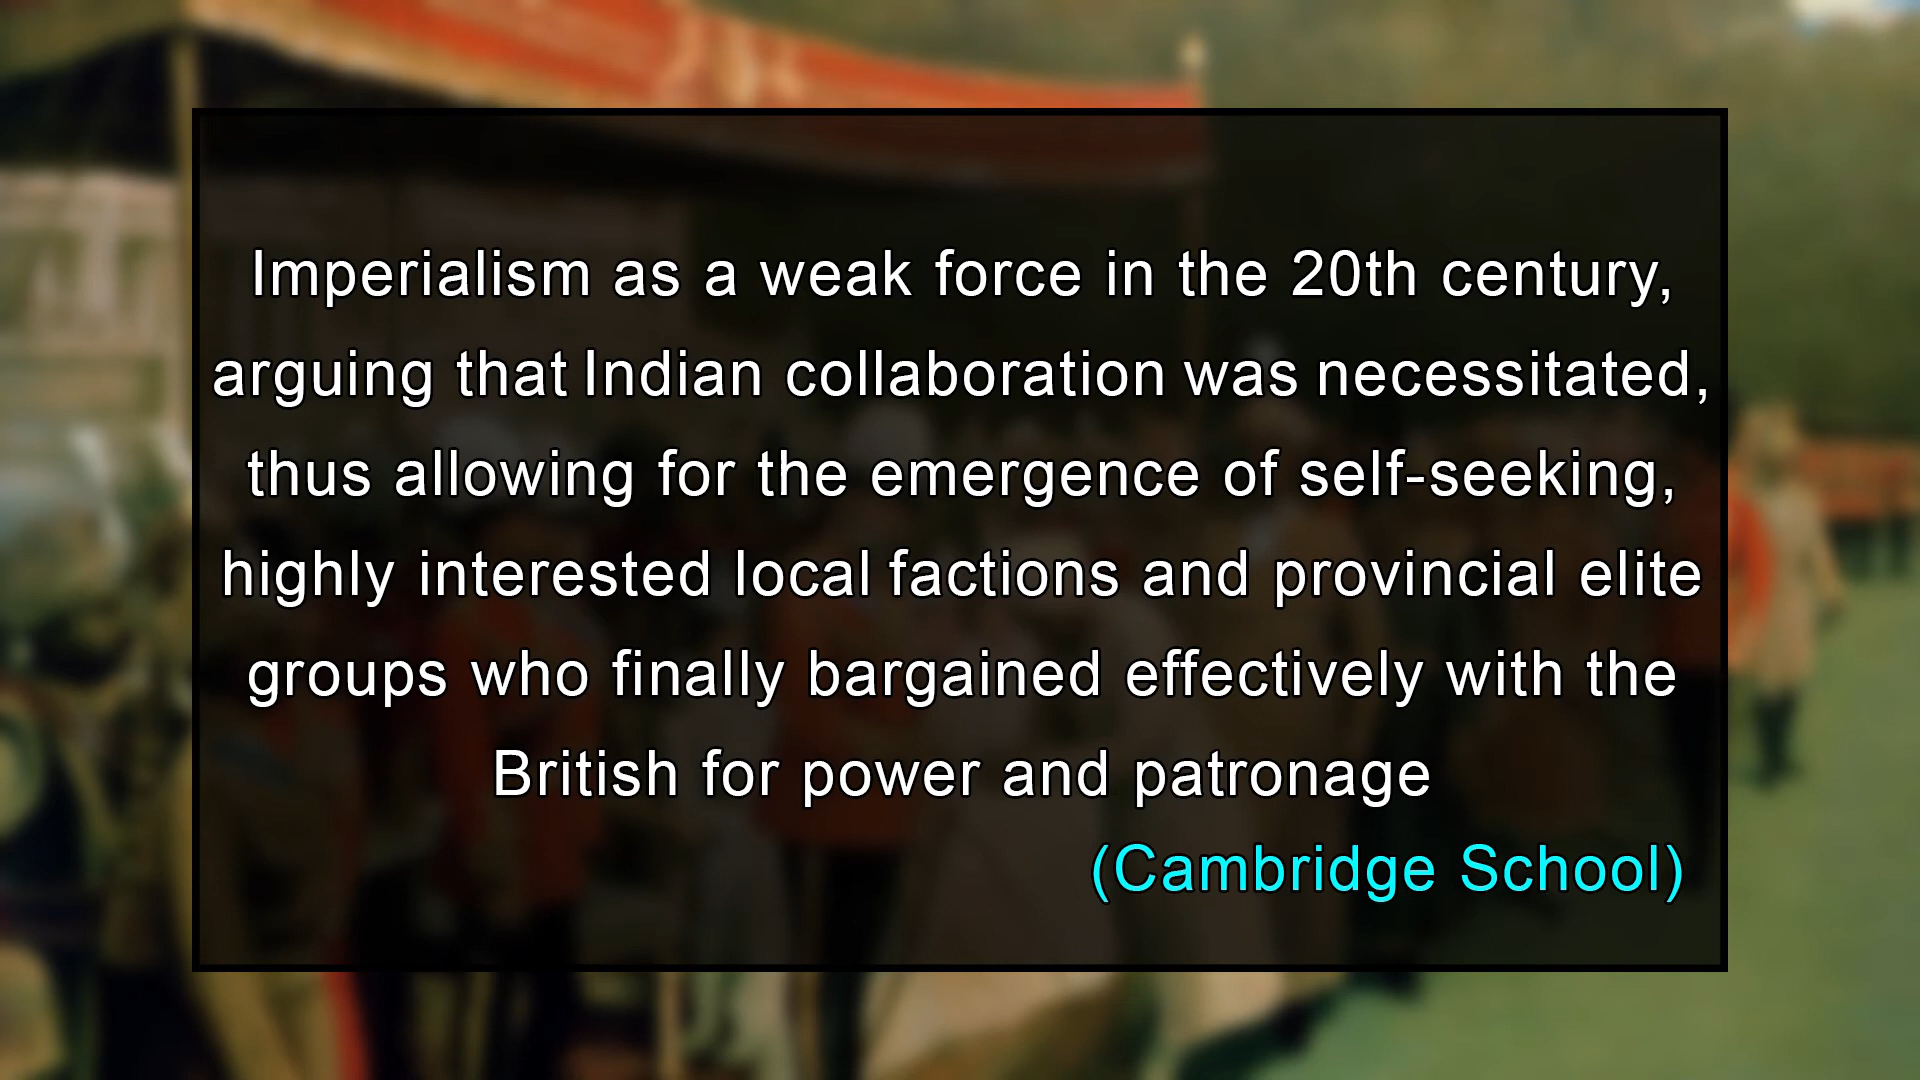 Imperialism as a weak force in the 20th century,
arguing that Indian collaboration was necessitated,
thus allowing for the emergence of self-seeking,
highly interested local factions and provincial elite
groups who finally bargained effectively with the
British for power and patronage
(Cambridge School)